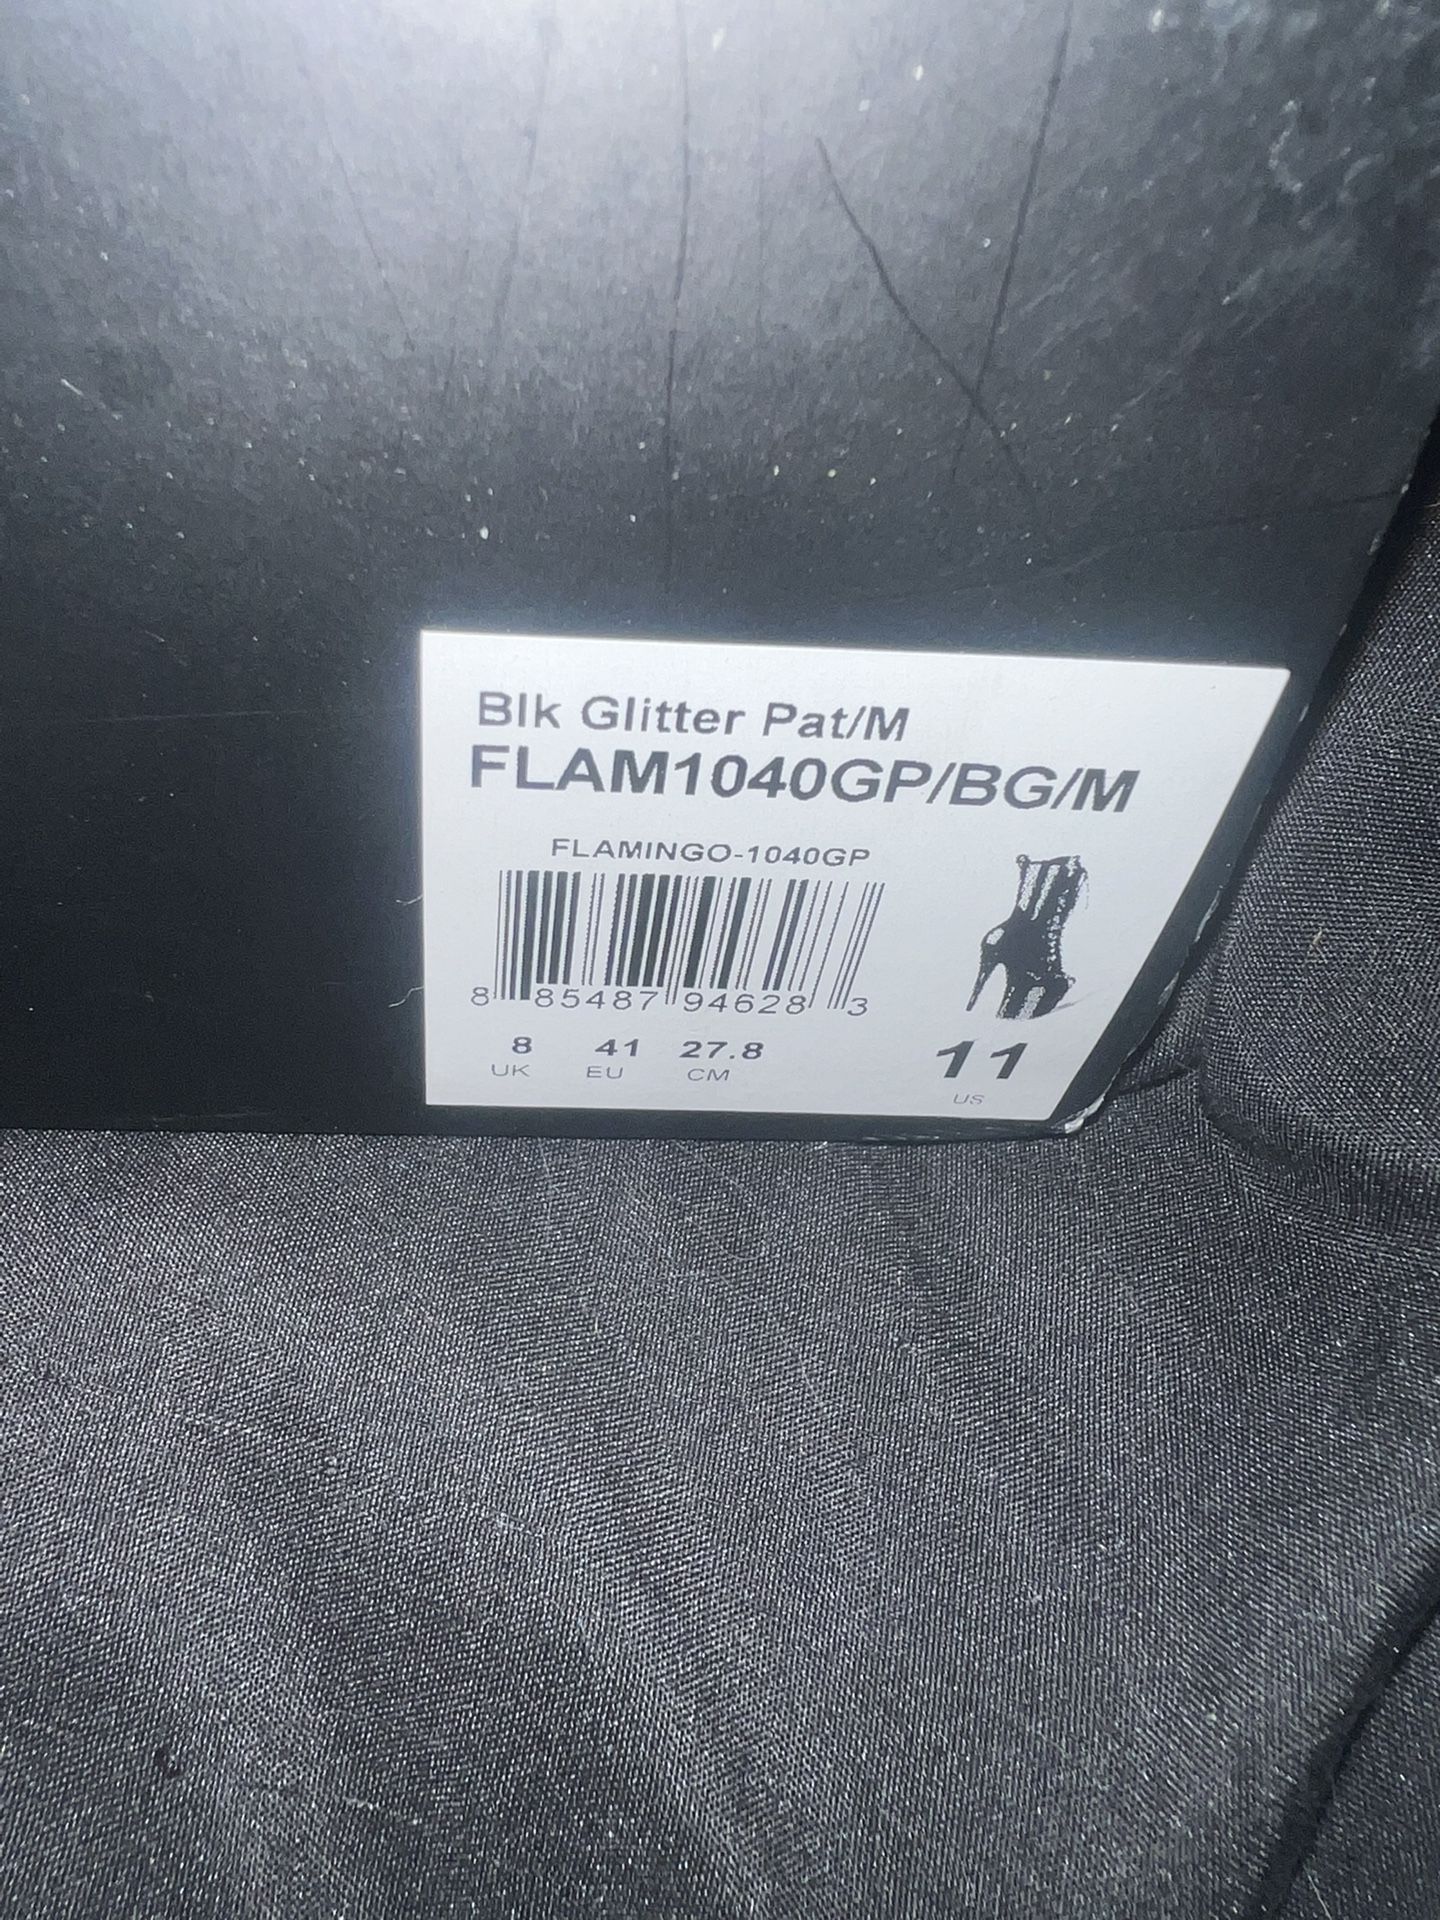 Blk Glitter Pat/M
FLAM1040GP/BG/M
FLAMINGO-1040GP
8 85487 94628 3
8 41 27.8 11
UK EU CM US